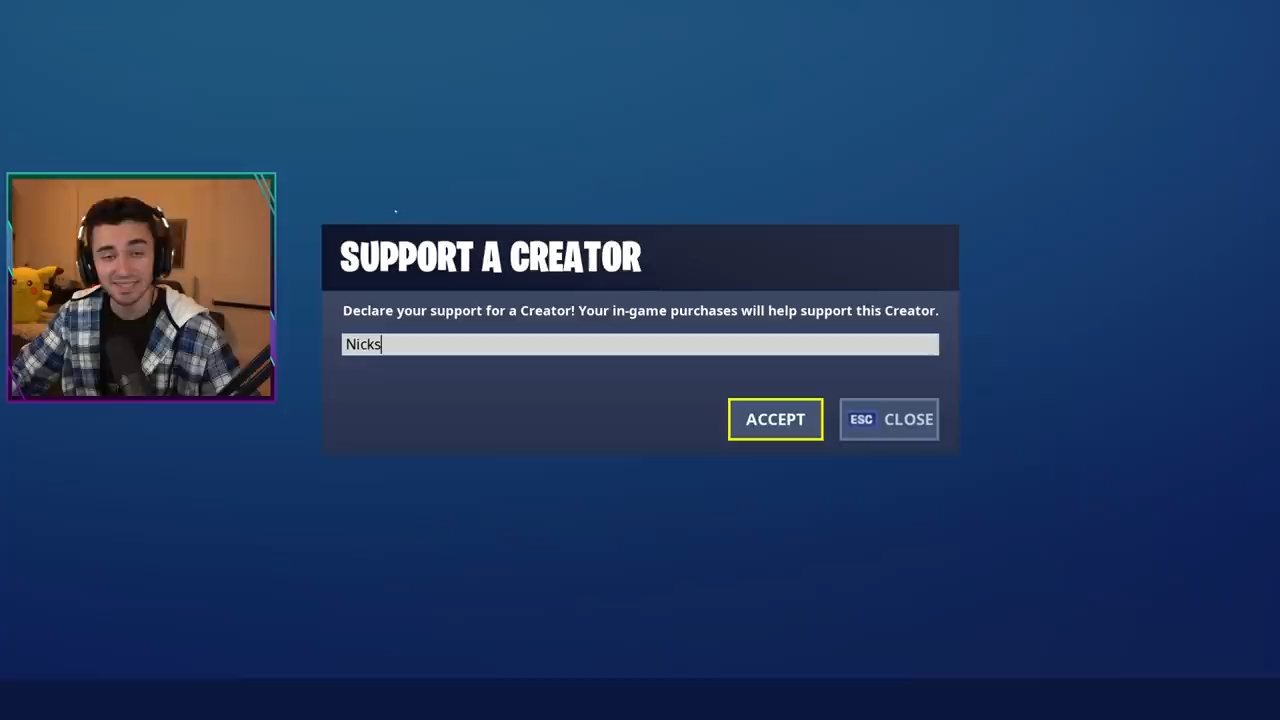 SUPPORT A CREATOR
Declare your support for a Creator! Your in-game purchases will help support this Creator.
Nicks
ACCEPT
ESC CLOSE